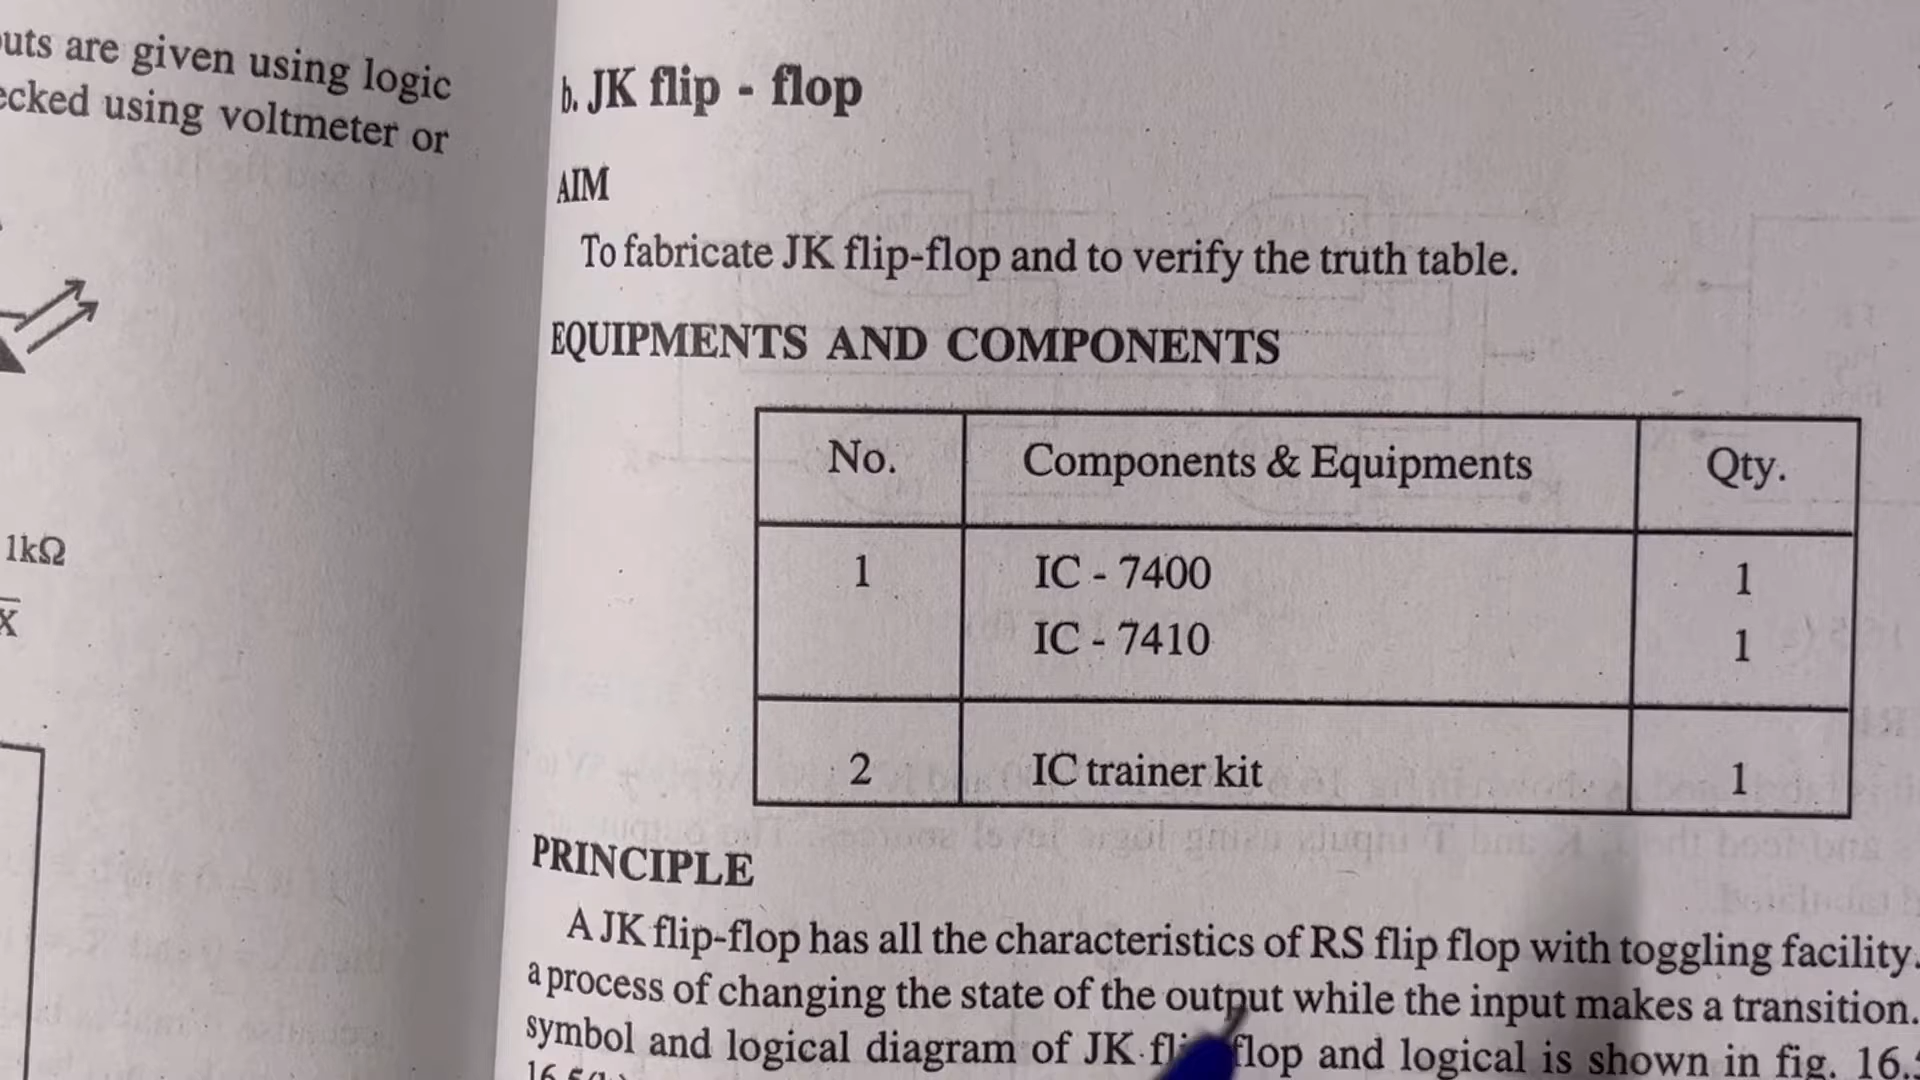 outs are given using logic
ecked using voltmeter or
1kΩ
X̅
b. JK flip - flop
AIM
To fabricate JK flip-flop and to verify the truth table.
EQUIPMENTS AND COMPONENTS
No. Components & Equipments Qty.
1 IC - 7400 1
IC - 7410 1
2 IC trainer kit 1
PRINCIPLE
A JK flip-flop has all the characteristics of RS flip flop with toggling facility.
a process of changing the state of the output while the input makes a transition.
symbol and logical diagram of JK flip flop and logical is shown in fig. 16.